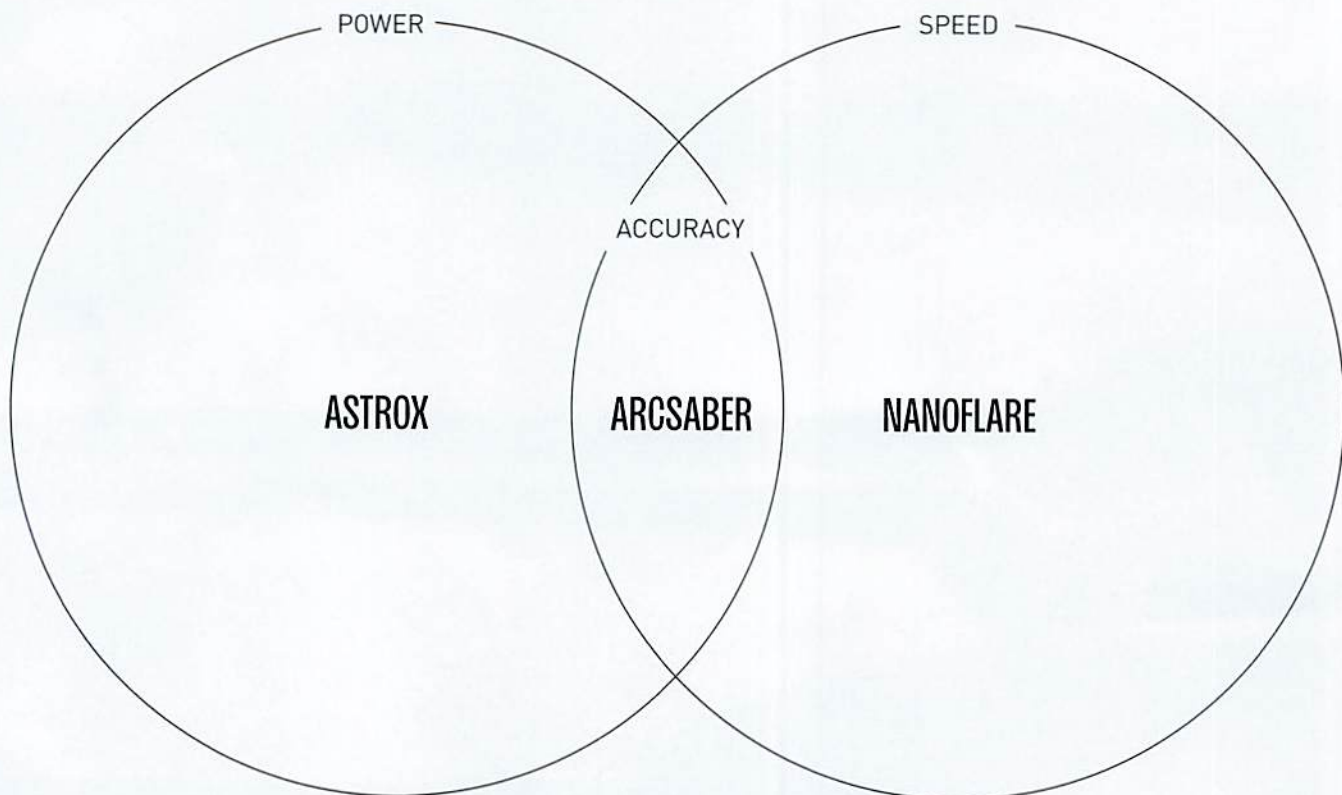 POWER
SPEED
ACCURACY
ASTROX
ARCSABER
NANOFLARE